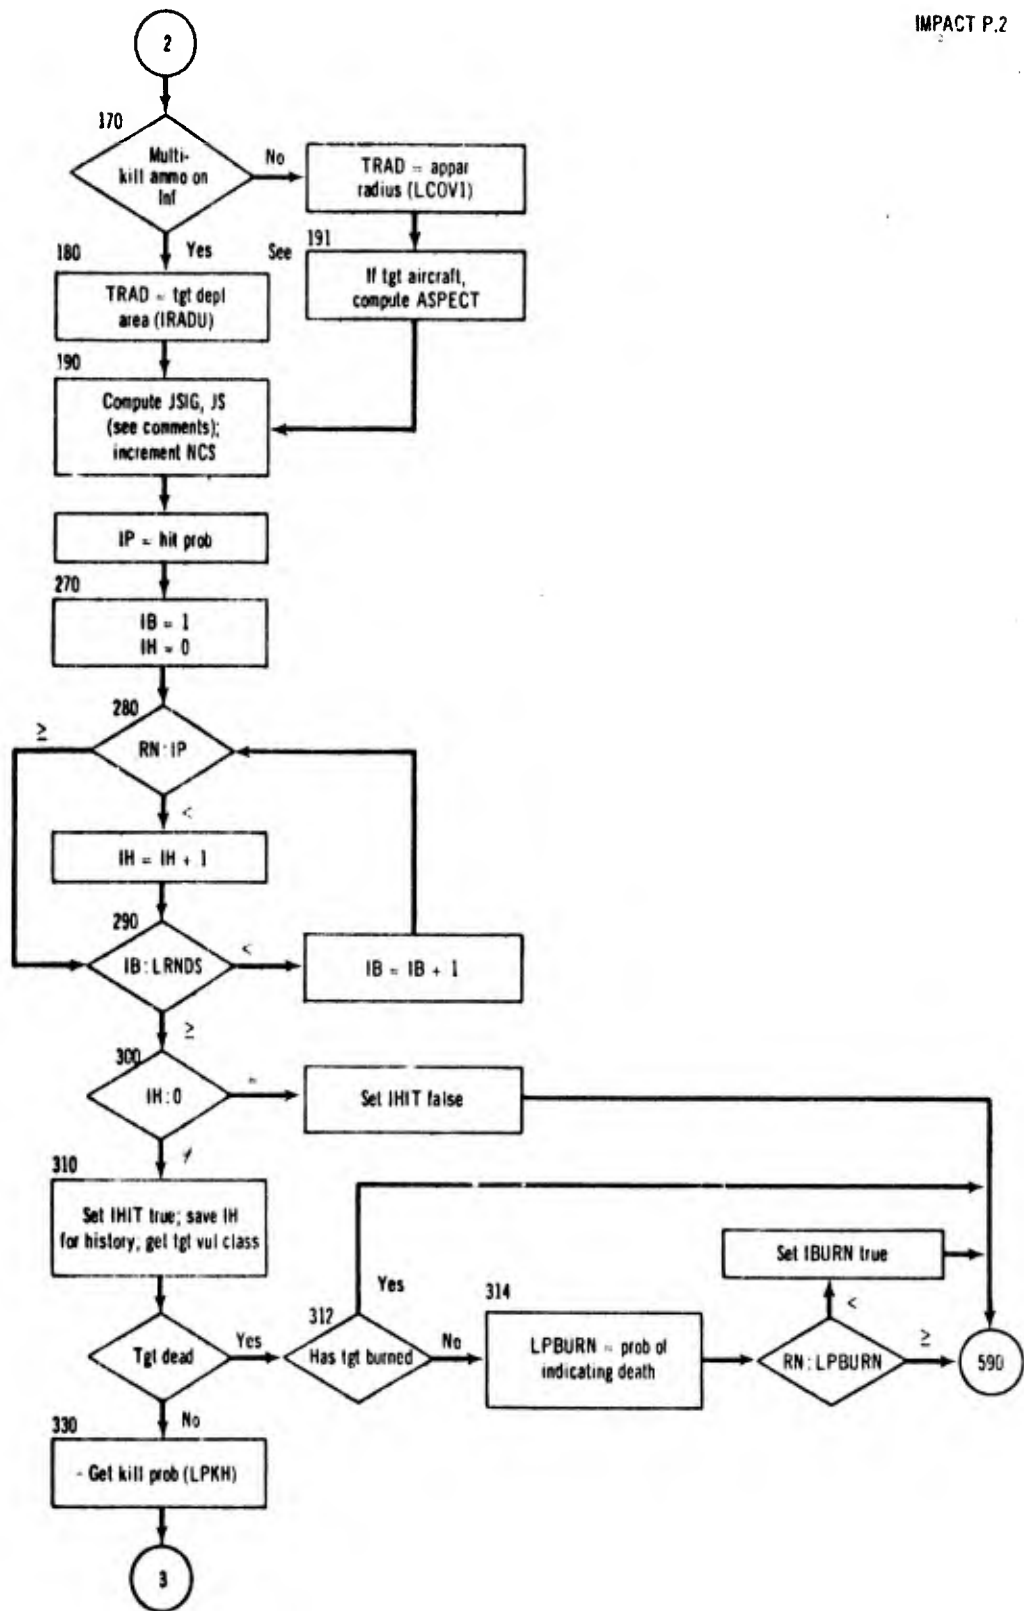 IMPACT P.2
2
170
Multi-
kill ammo on
Inf
No
TRAD = appar
radius (LCOV1)
Yes
See
191
If tgt aircraft,
compute ASPECT
180
TRAD = tgt depl
area (IRADU)
190
Compute JSIG, JS
(see comments);
increment NCS
IP = hit prob
270
IB = 1
IH = 0
280
≥
RN : IP
<
IH = IH + 1
290
IB : LRNDS
<
IB = IB + 1
≥
300
IH : 0
=
Set IHIT false
≠
310
Set IHIT true; save IH
for history, get tgt vul class
Tgt dead
Yes
312
Has tgt burned
Yes
No
314
LPBURN = prob of
indicating death
RN : LPBURN
<
Set IBURN true
≥
590
No
330
- Get kill prob (LPKH)
3